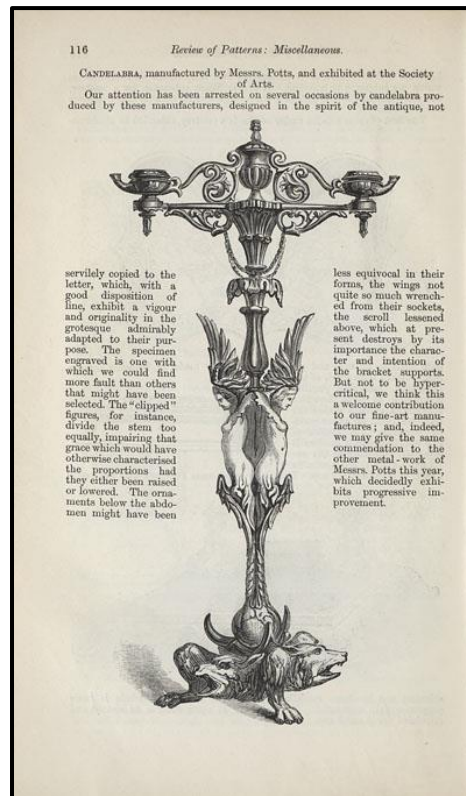 116
Review of Patterns: Miscellaneous.
CANDELABRA, manufactured by Messrs. Potts, and exhibited at the Society
of Arts.
Our attention has been arrested on several occasions by candelabra pro-
duced by these manufacturers, designed in the spirit of the antique, not
servilely copied to the
letter, which, with a
good disposition of
line, exhibit a vigour
and originality in the
grotesque admirably
adapted to their pur-
pose. The specimen
engraved is one with
which we could find
more fault than others
that might have been
selected. The "clipped"
figures, for instance,
divide the stem too
equally, impairing that
grace which would have
otherwise characterised
the proportions had
they either been raised
or lowered. The orna-
ments below the abdo-
men might have been
less equivocal in their
forms, the wings not
quite so much wrench-
ed from their sockets,
the scroll lessened
above, which at pre-
sent destroys by its
importance the charac-
ter and intention of
the bracket supports.
But not to be hyper-
critical, we think this
a welcome contribution
to our fine-art manu-
factures; and, indeed,
we may give the same
commendation to the
other metal-work of
Messrs. Potts this year,
which decidedly exhi-
bits progressive im-
provement.